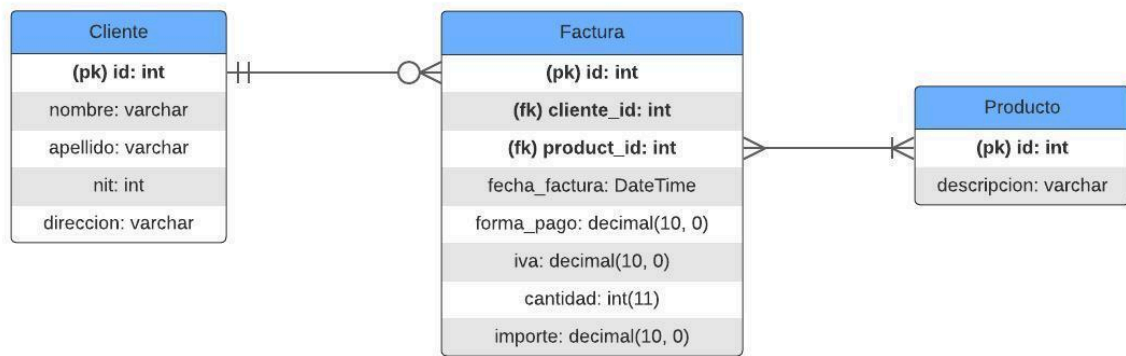 Cliente
(pk) id: int
nombre: varchar
apellido: varchar
nit: int
direccion: varchar
Factura
(pk) id: int
(fk) cliente_id: int
(fk) product_id: int
fecha_factura: DateTime
forma_pago: decimal(10, 0)
iva: decimal(10, 0)
cantidad: int(11)
importe: decimal(10, 0)
Producto
(pk) id: int
descripcion: varchar